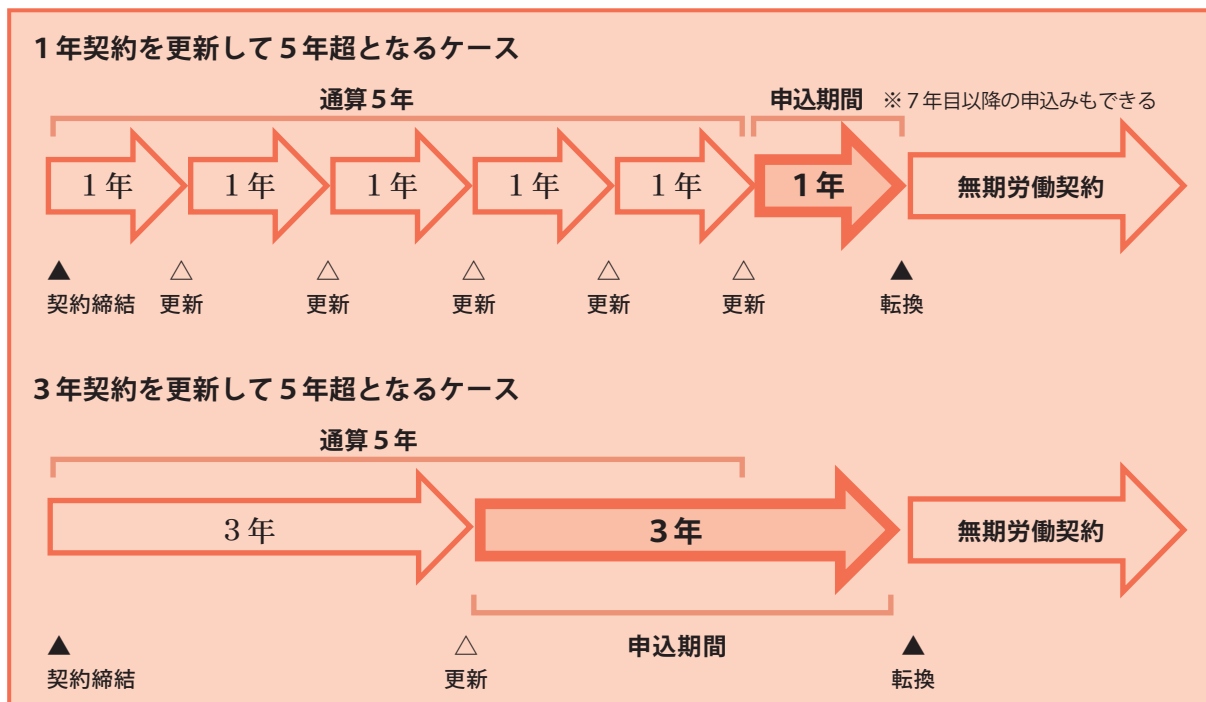 1年契約を更新して5年超となるケース
通算5年
申込期間 ※7年目以降の申込みもできる
1年 1年 1年 1年 1年 1年 無期労働契約
▲ △ △ △ △ △ ▲
契約締結 更新 更新 更新 更新 更新 転換
3年契約を更新して5年超となるケース
通算5年
3年 3年 無期労働契約
申込期間
▲ △ ▲
契約締結 更新 転換